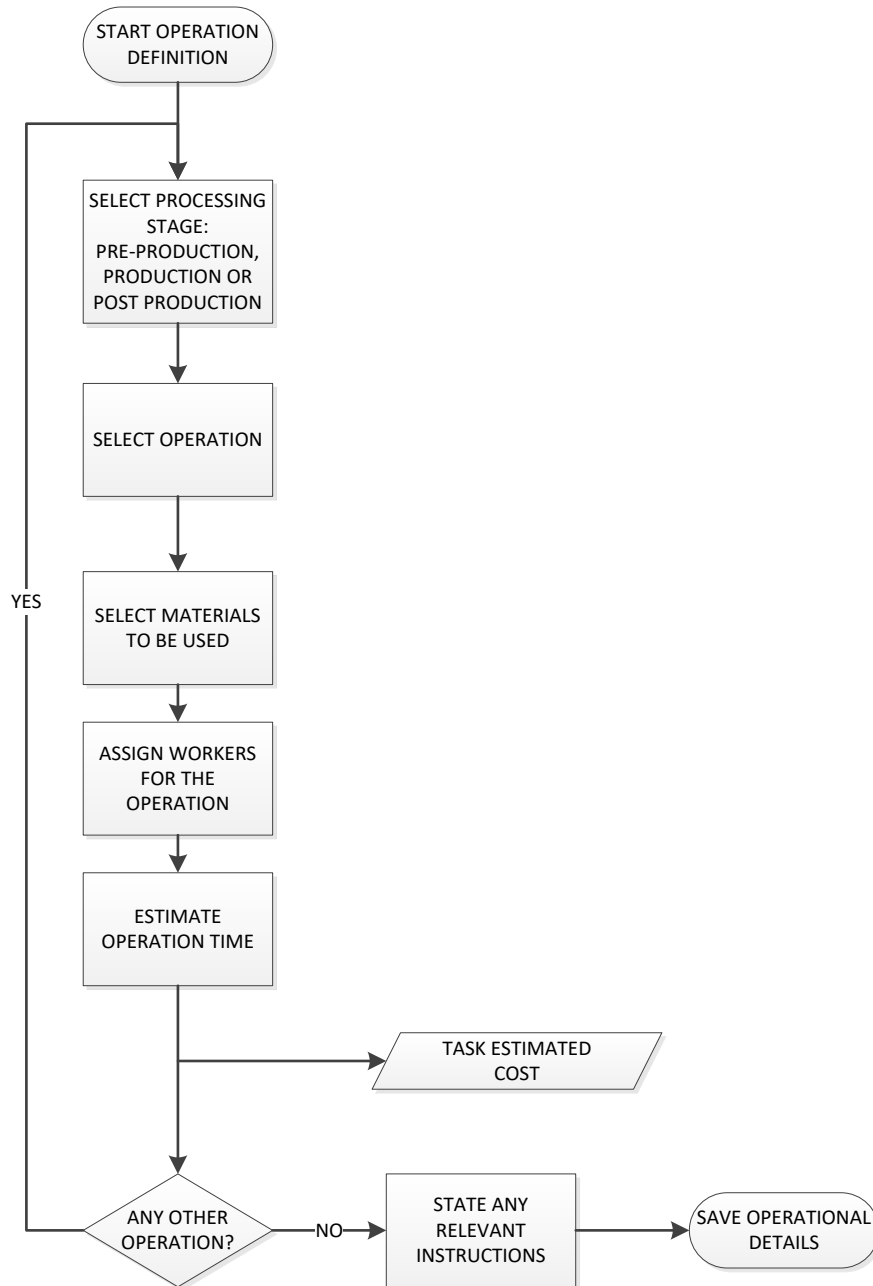 START OPERATION
DEFINITION
SELECT PROCESSING
STAGE:
PRE-PRODUCTION,
PRODUCTION OR
POST PRODUCTION
SELECT OPERATION
YES
SELECT MATERIALS
TO BE USED
ASSIGN WORKERS
FOR THE
OPERATION
ESTIMATE
OPERATION TIME
TASK ESTIMATED
COST
ANY OTHER
OPERATION?
NO
STATE ANY
RELEVANT
INSTRUCTIONS
SAVE OPERATIONAL
DETAILS